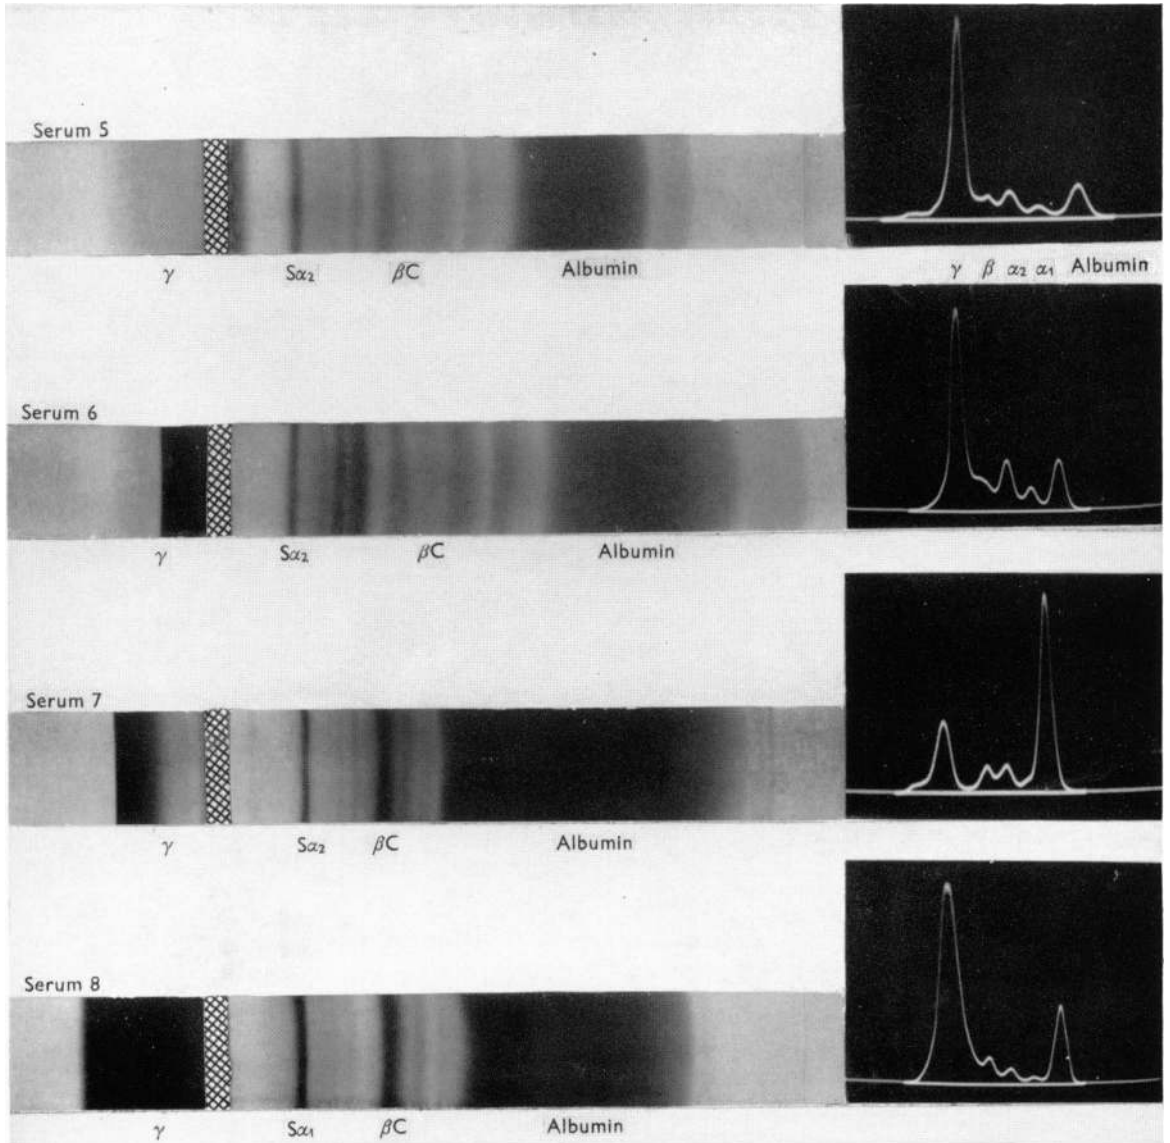 Serum 5
γ Sα₂ βC Albumin
γ β α₂ α₁ Albumin
Serum 6
γ Sα₂ βC Albumin
Serum 7
γ Sα₂ βC Albumin
Serum 8
γ Sα₁ βC Albumin